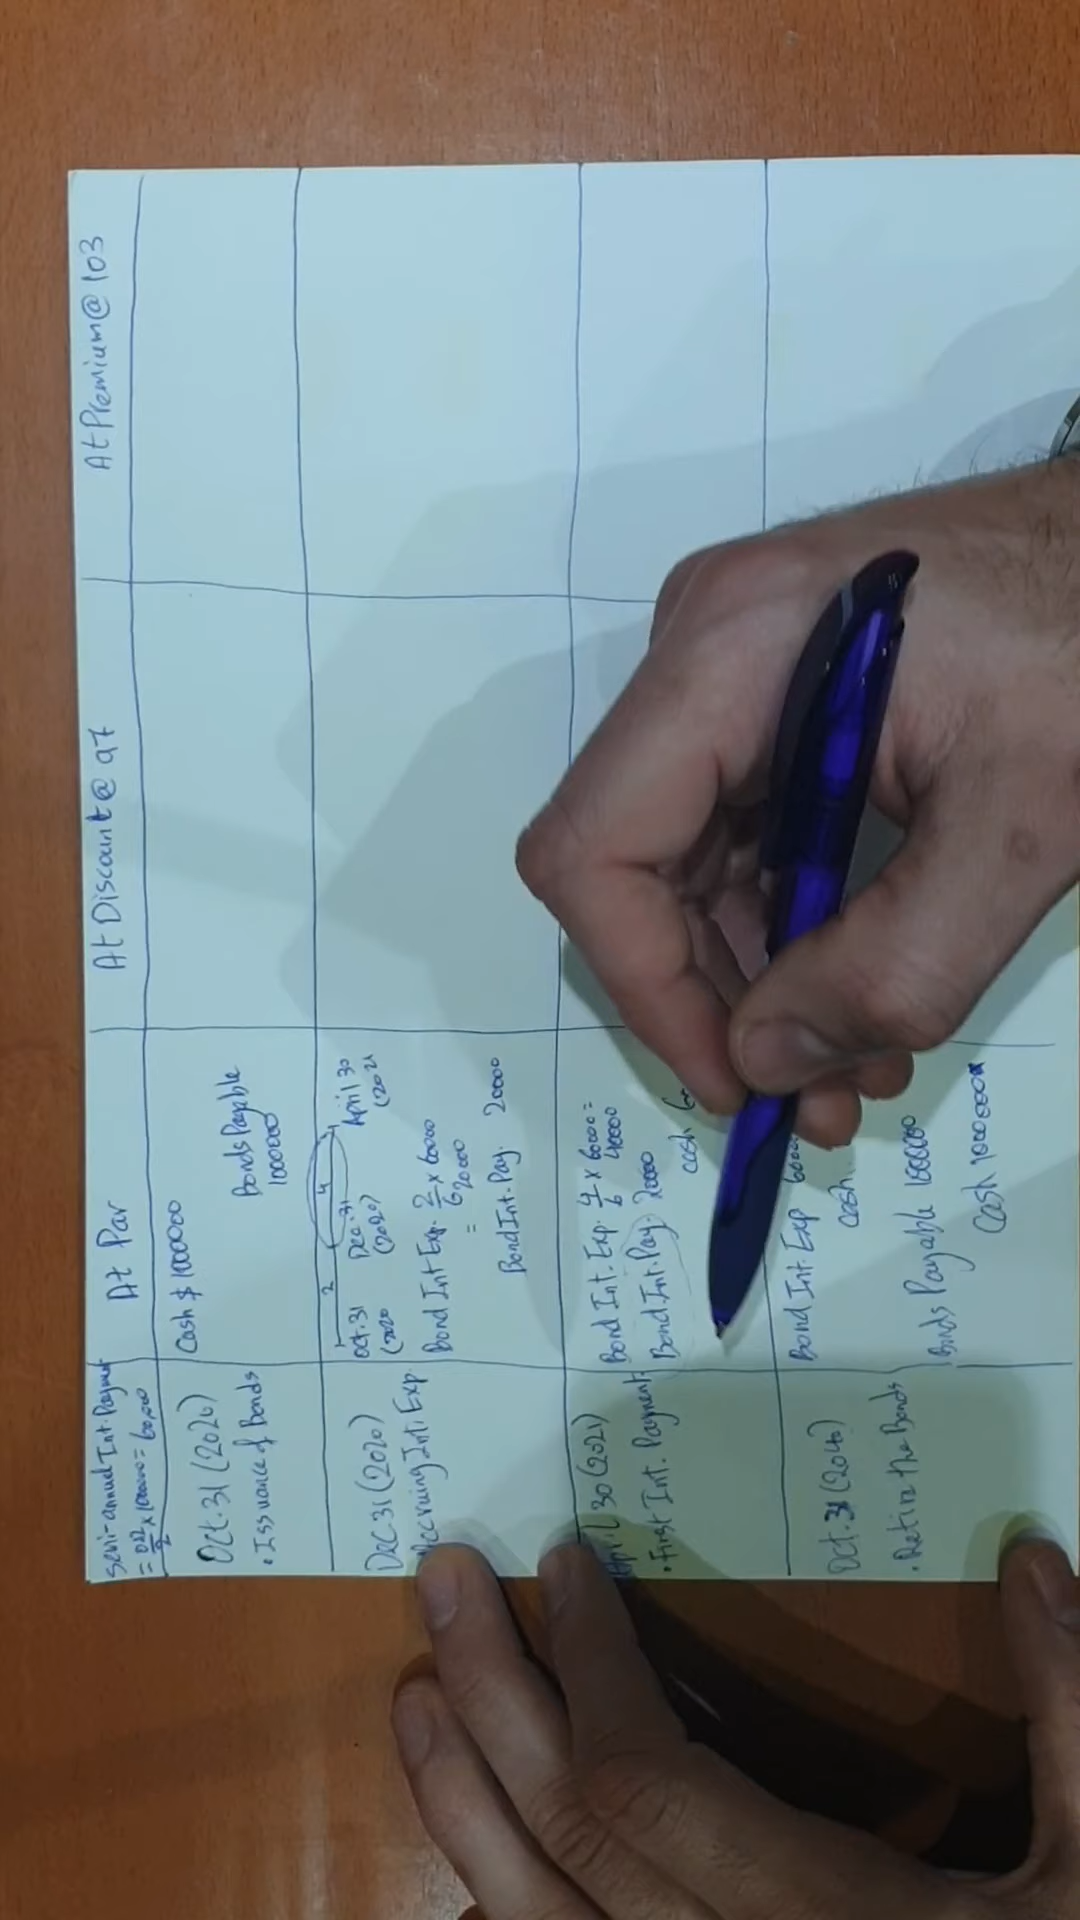 Semi-annual Int. Payment
= 0.12/2 x 1000000 = 60,000
At Par
At Discount @ 97
At Premium @ 103
Oct. 31 (2020)
• Issuance of Bonds
Cash $ 1000000
Bonds Payable
1000000
Dec 31 (2020)
Accruing Int. Exp.
2 4
Oct. 31 Dec. 31 April 30
(2020 (2020) (2021
Bond Int Exp. 2/6 x 60000
= 20000
Bond Int. Pay. 20000
April 30 (2021)
• First Int. Payment.
Bond Int. Exp. 4/6 x 60000 =
40000
Bond Int. Pay. 20000
cash
Oct. 31 (2040)
• Retire the Bonds
Bond Int. Exp
cash
Bonds Payable 1000000
Cash 1000000